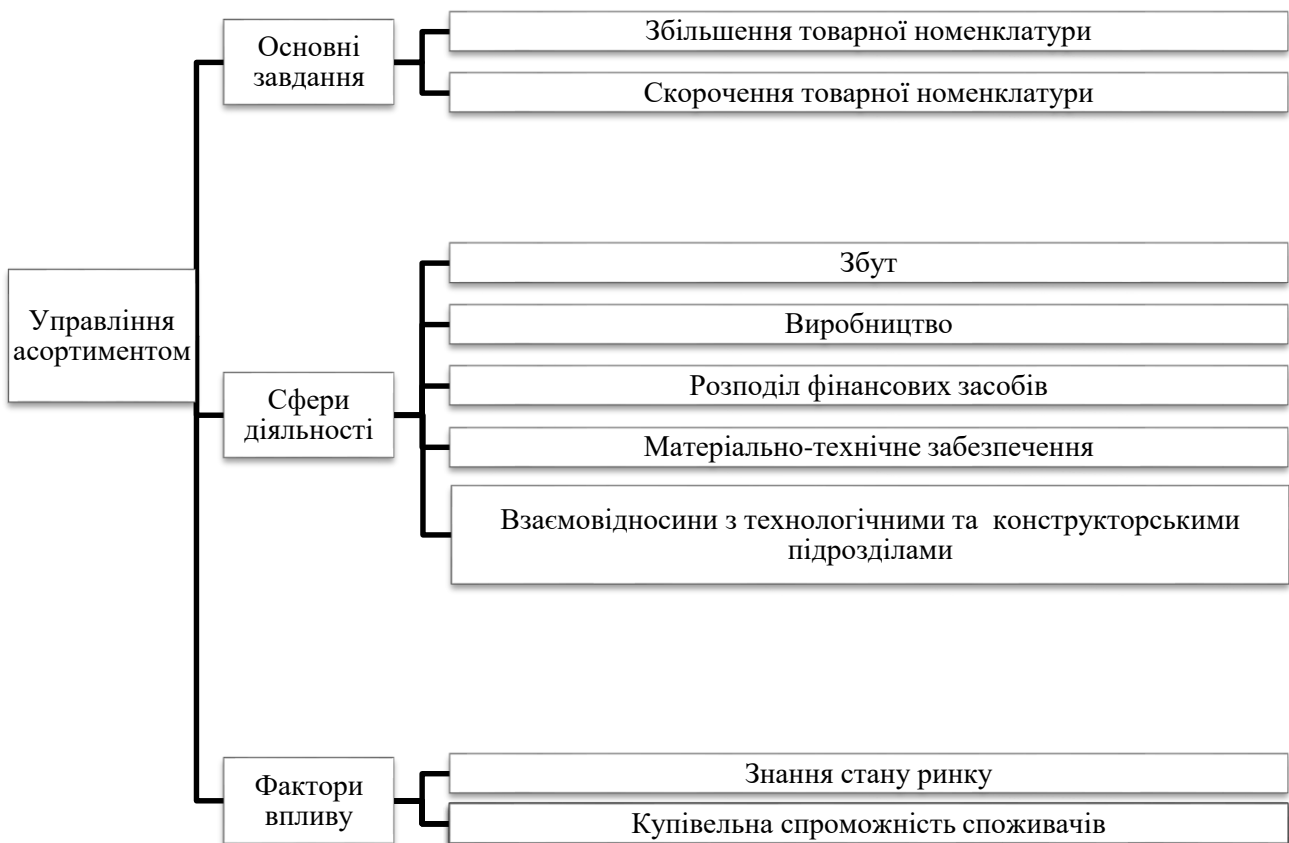 Управління
асортиментом
Основні
завдання
Збільшення товарної номенклатури
Скорочення товарної номенклатури
Сфери
діяльності
Збут
Виробництво
Розподіл фінансових засобів
Матеріально-технічне забезпечення
Взаємовідносини з технологічними та конструкторськими
підрозділами
Фактори
впливу
Знання стану ринку
Купівельна спроможність споживачів